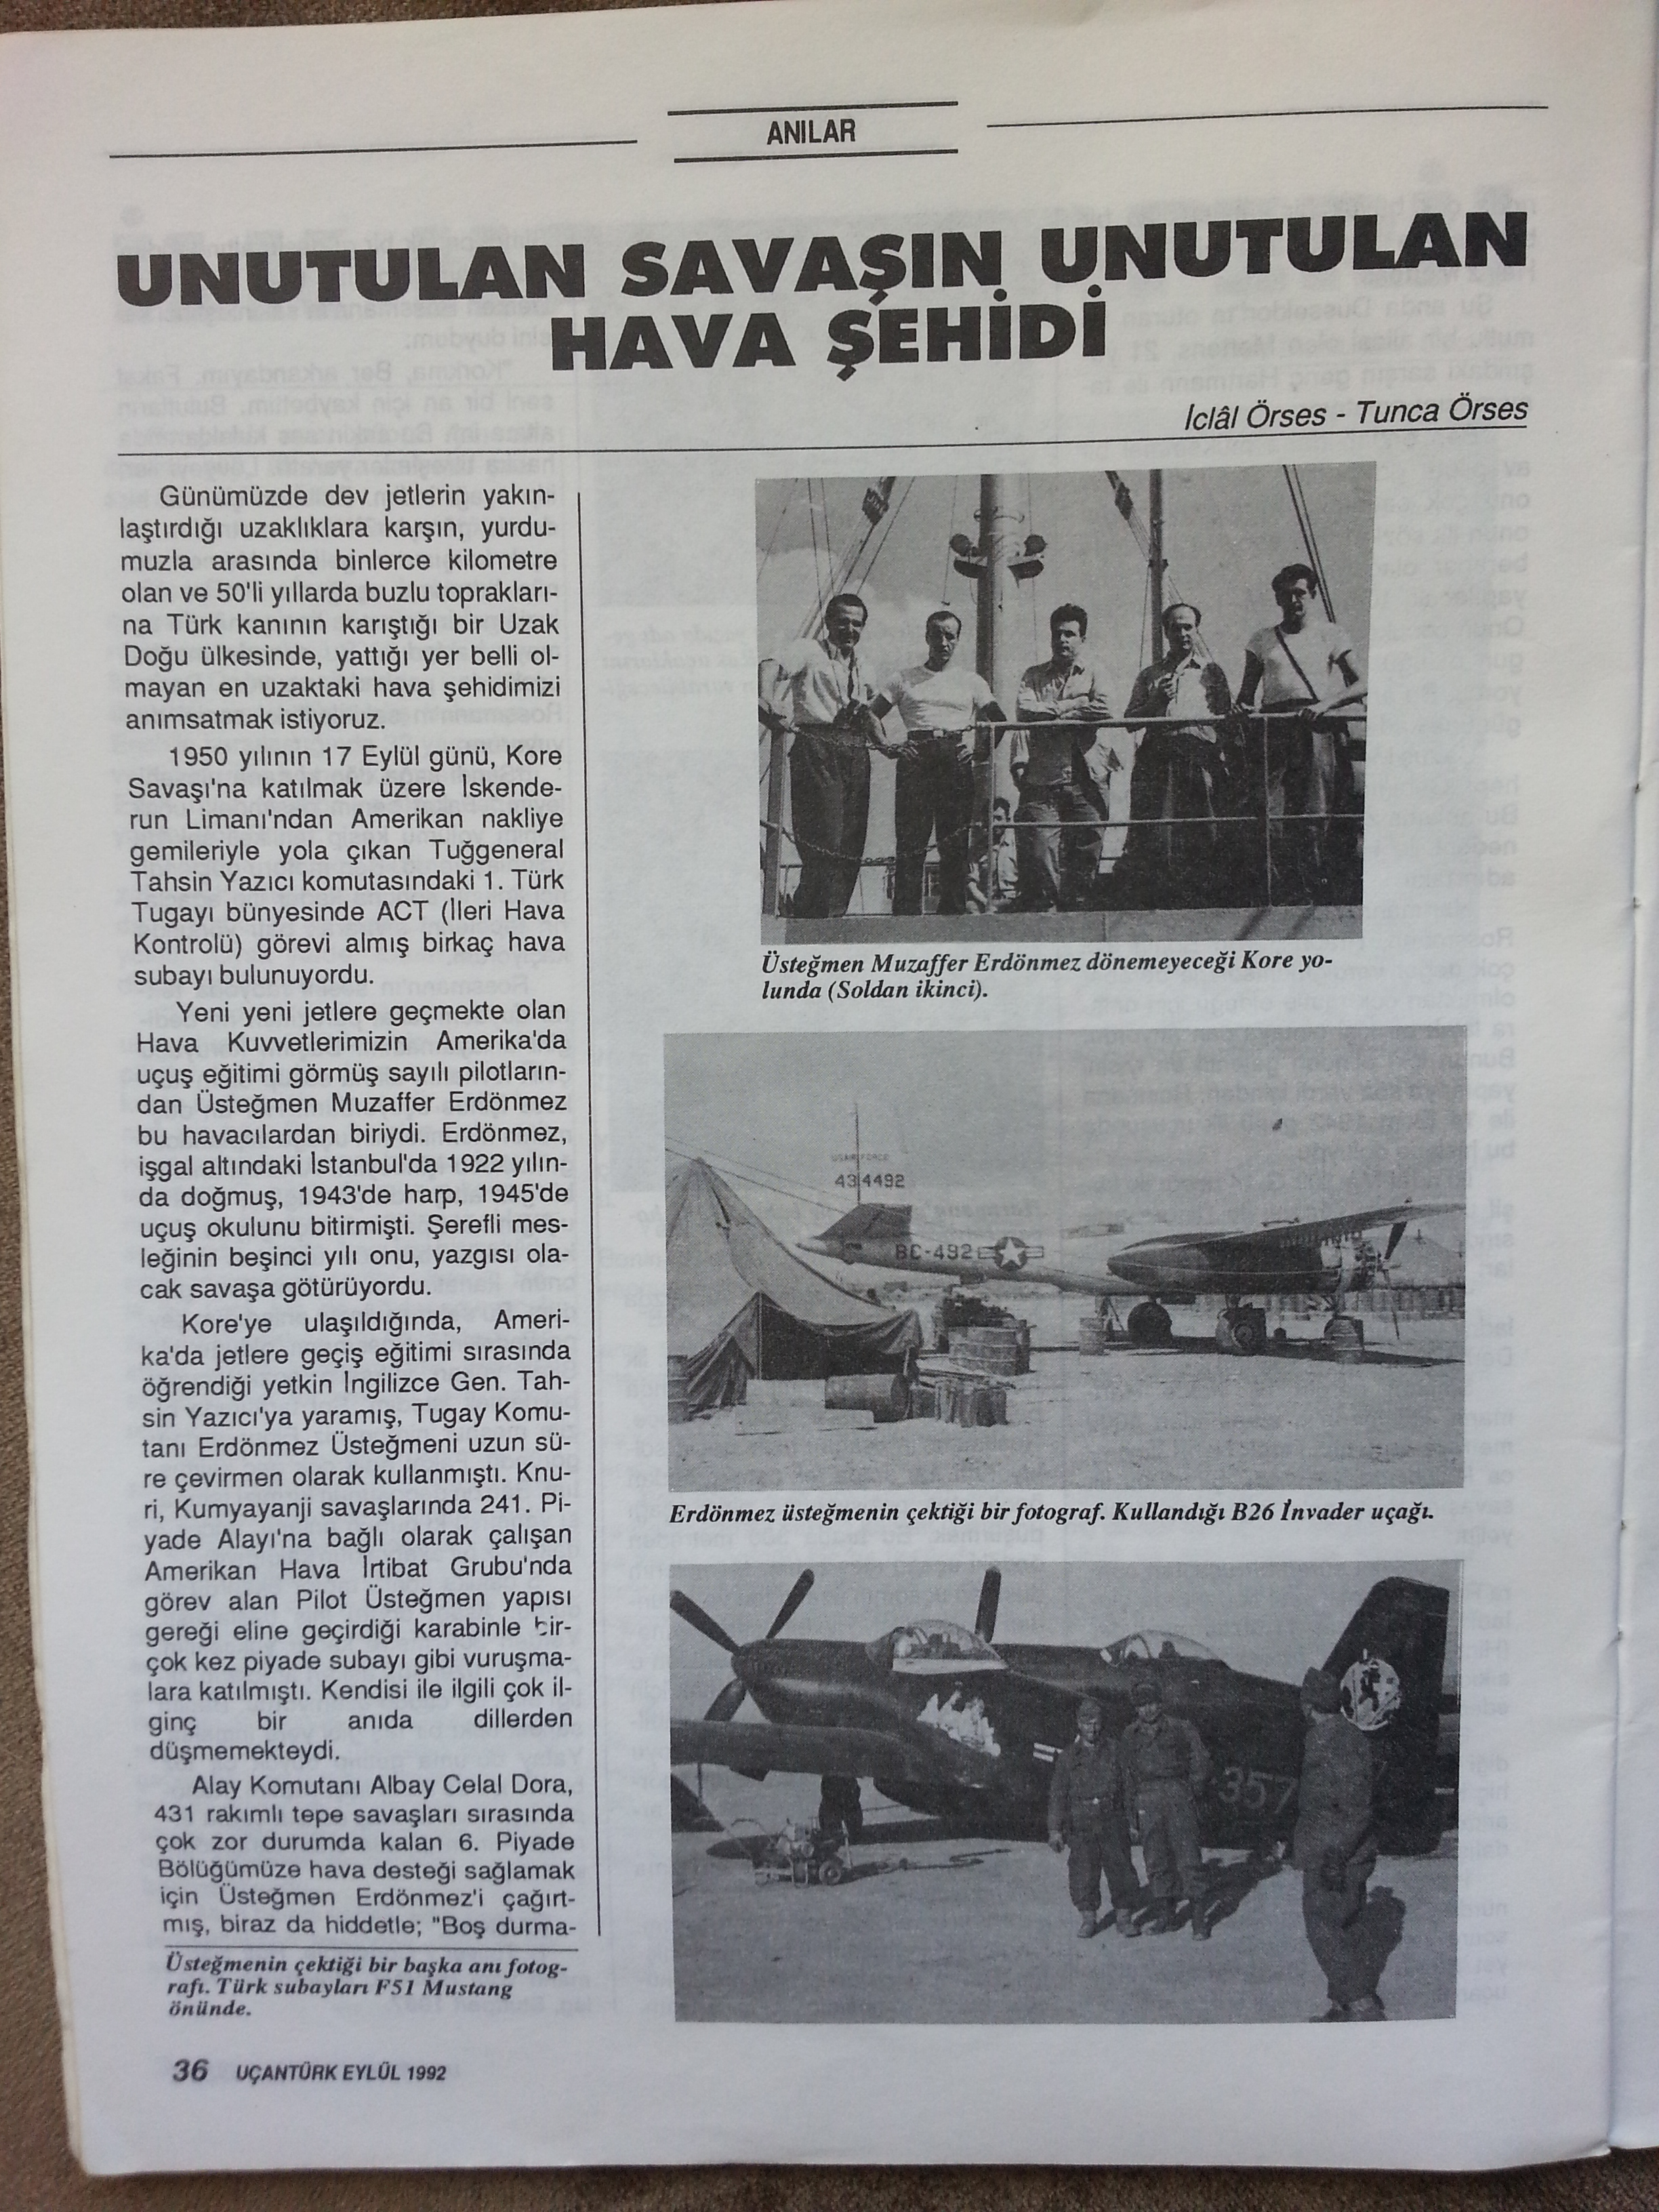 ANILAR
UNUTULAN SAVAŞIN UNUTULAN
HAVA ŞEHİDİ
Iclâl Örses - Tunca Örses
Günümüzde dev jetlerin yakın-
laştırdığı uzaklıklara karşın, yurdu-
muzla arasında binlerce kilometre
olan ve 50'li yıllarda buzlu toprakları-
na Türk kanının karıştığı bir Uzak
Doğu ülkesinde, yattığı yer belli ol-
mayan en uzaktaki hava şehidimizi
anımsatmak istiyoruz.
1950 yılının 17 Eylül günü, Kore
Savaşı'na katılmak üzere İskende-
run Limanı'ndan Amerikan nakliye
gemileriyle yola çıkan Tuğgeneral
Tahsin Yazıcı komutasındaki 1. Türk
Tugayı bünyesinde ACT (İleri Hava
Kontrolü) görevi almış birkaç hava
subayı bulunuyordu.
Yeni yeni jetlere geçmekte olan
Hava Kuvvetlerimizin Amerika'da
uçuş eğitimi görmüş sayılı pilotların-
dan Üsteğmen Muzaffer Erdönmez
bu havacılardan biriydi. Erdönmez,
işgal altındaki İstanbul'da 1922 yılın-
da doğmuş, 1943'de harp, 1945'de
uçuş okulunu bitirmişti. Şerefli mes-
leğinin beşinci yılı onu, yazgısı ola-
cak savaşa götürüyordu.
Kore'ye ulaşıldığında, Ameri-
ka'da jetlere geçiş eğitimi sırasında
öğrendiği yetkin İngilizce Gen. Tah-
sin Yazıcı'ya yaramış, Tugay Komu-
tanı Erdönmez Üsteğmeni uzun sü-
re çevirmen olarak kullanmıştı. Knu-
ri, Kumyayanji savaşlarında 241. Pi-
yade Alayı'na bağlı olarak çalışan
Amerikan Hava İrtibat Grubu'nda
görev alan Pilot Üsteğmen yapısı
gereği eline geçirdiği karabinle bir-
çok kez piyade subayı gibi vuruşma-
lara katılmıştı. Kendisi ile ilgili çok il-
ginç bir anıda dillerden
düşmemekteydi.
Alay Komutanı Albay Celal Dora,
431 rakımlı tepe savaşları sırasında
çok zor durumda kalan 6. Piyade
Bölüğümüze hava desteği sağlamak
için Üsteğmen Erdönmez'i çağırt-
mış, biraz da hiddetle; "Boş durma-
Üsteğmenin çektiği bir başka anı fotog-
rafı. Türk subayları F51 Mustang
önünde.
Üsteğmen Muzaffer Erdönmez dönemeyeceği Kore yo-
lunda (Soldan ikinci).
USAIR FORCE
434492
BC-492
Erdönmez üsteğmenin çektiği bir fotograf. Kullandığı B26 İnvader uçağı.
357
36 UÇANTÜRK EYLÜL 1992